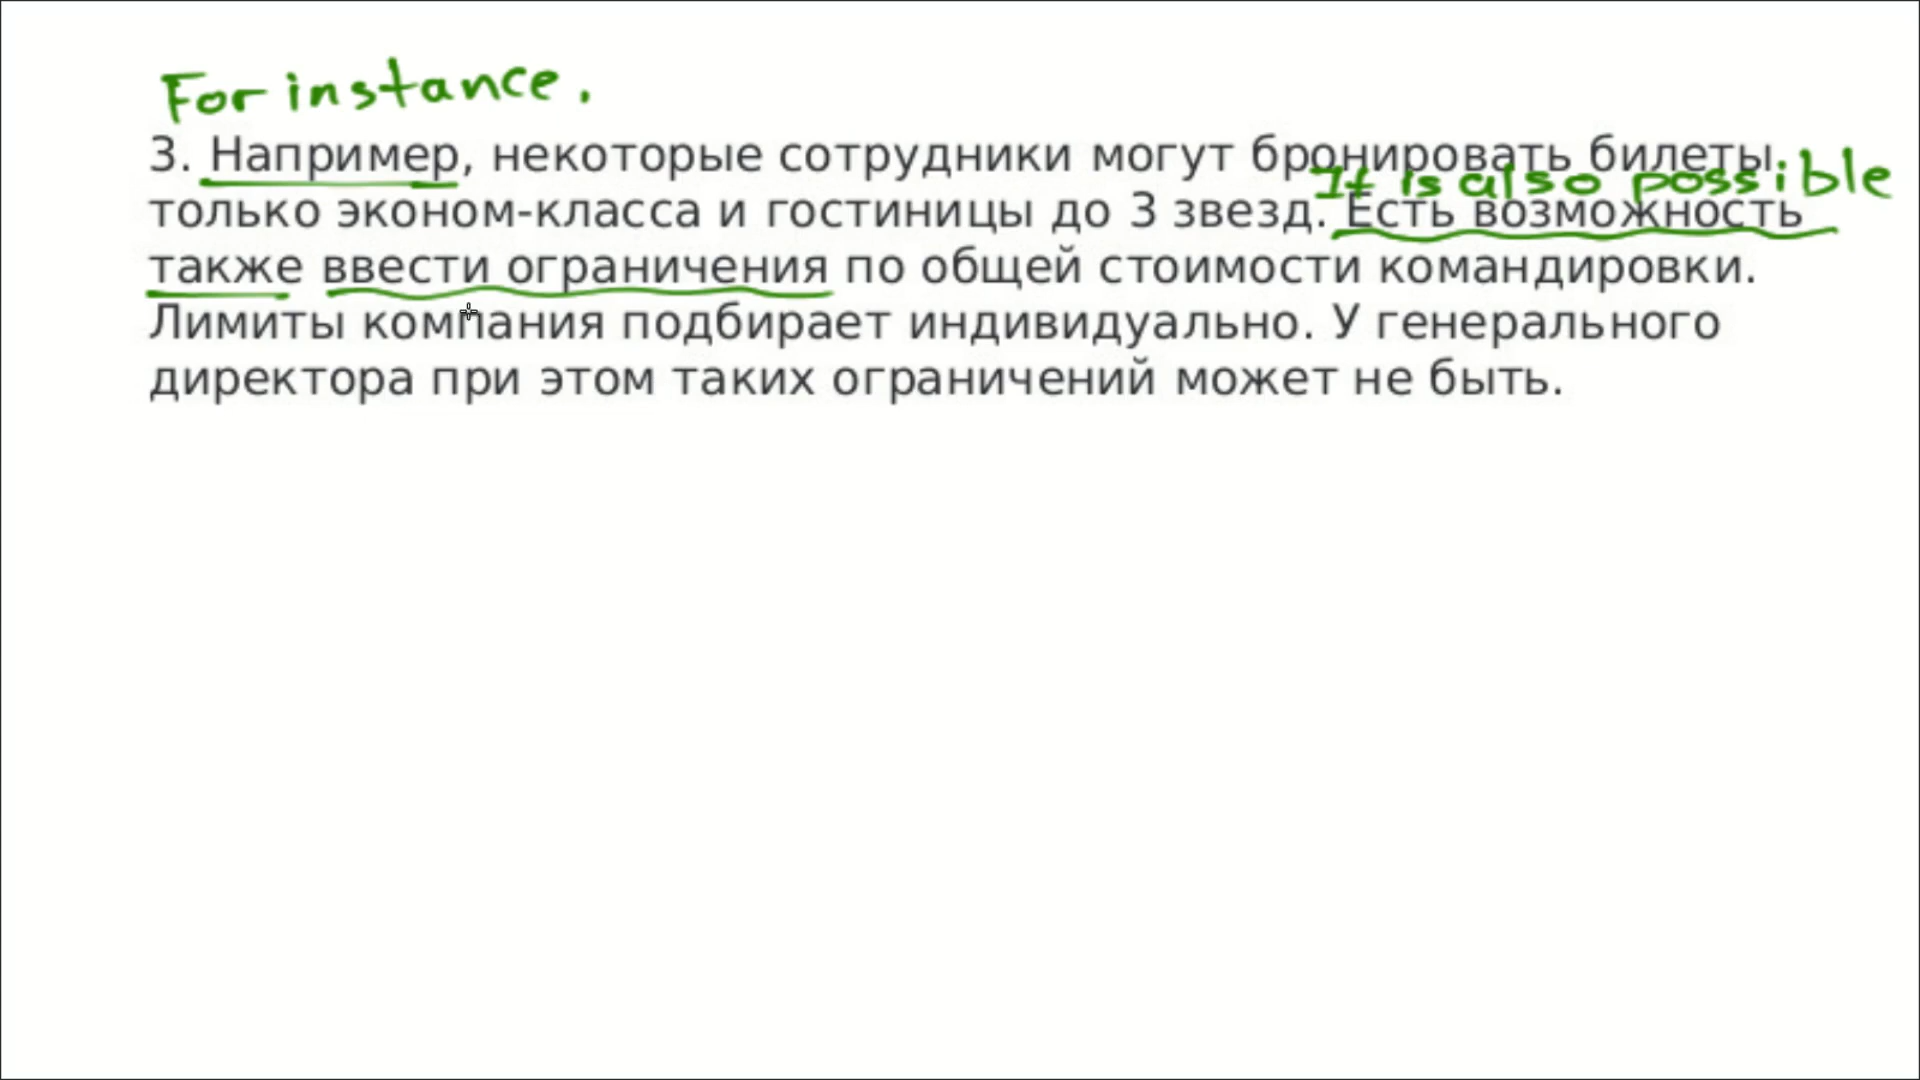 For instance.
3. Например, некоторые сотрудники могут бронировать билеты
It is also possible
только эконом-класса и гостиницы до 3 звезд. Есть возможность
также ввести ограничения по общей стоимости командировки.
Лимиты компания подбирает индивидуально. У генерального
директора при этом таких ограничений может не быть.